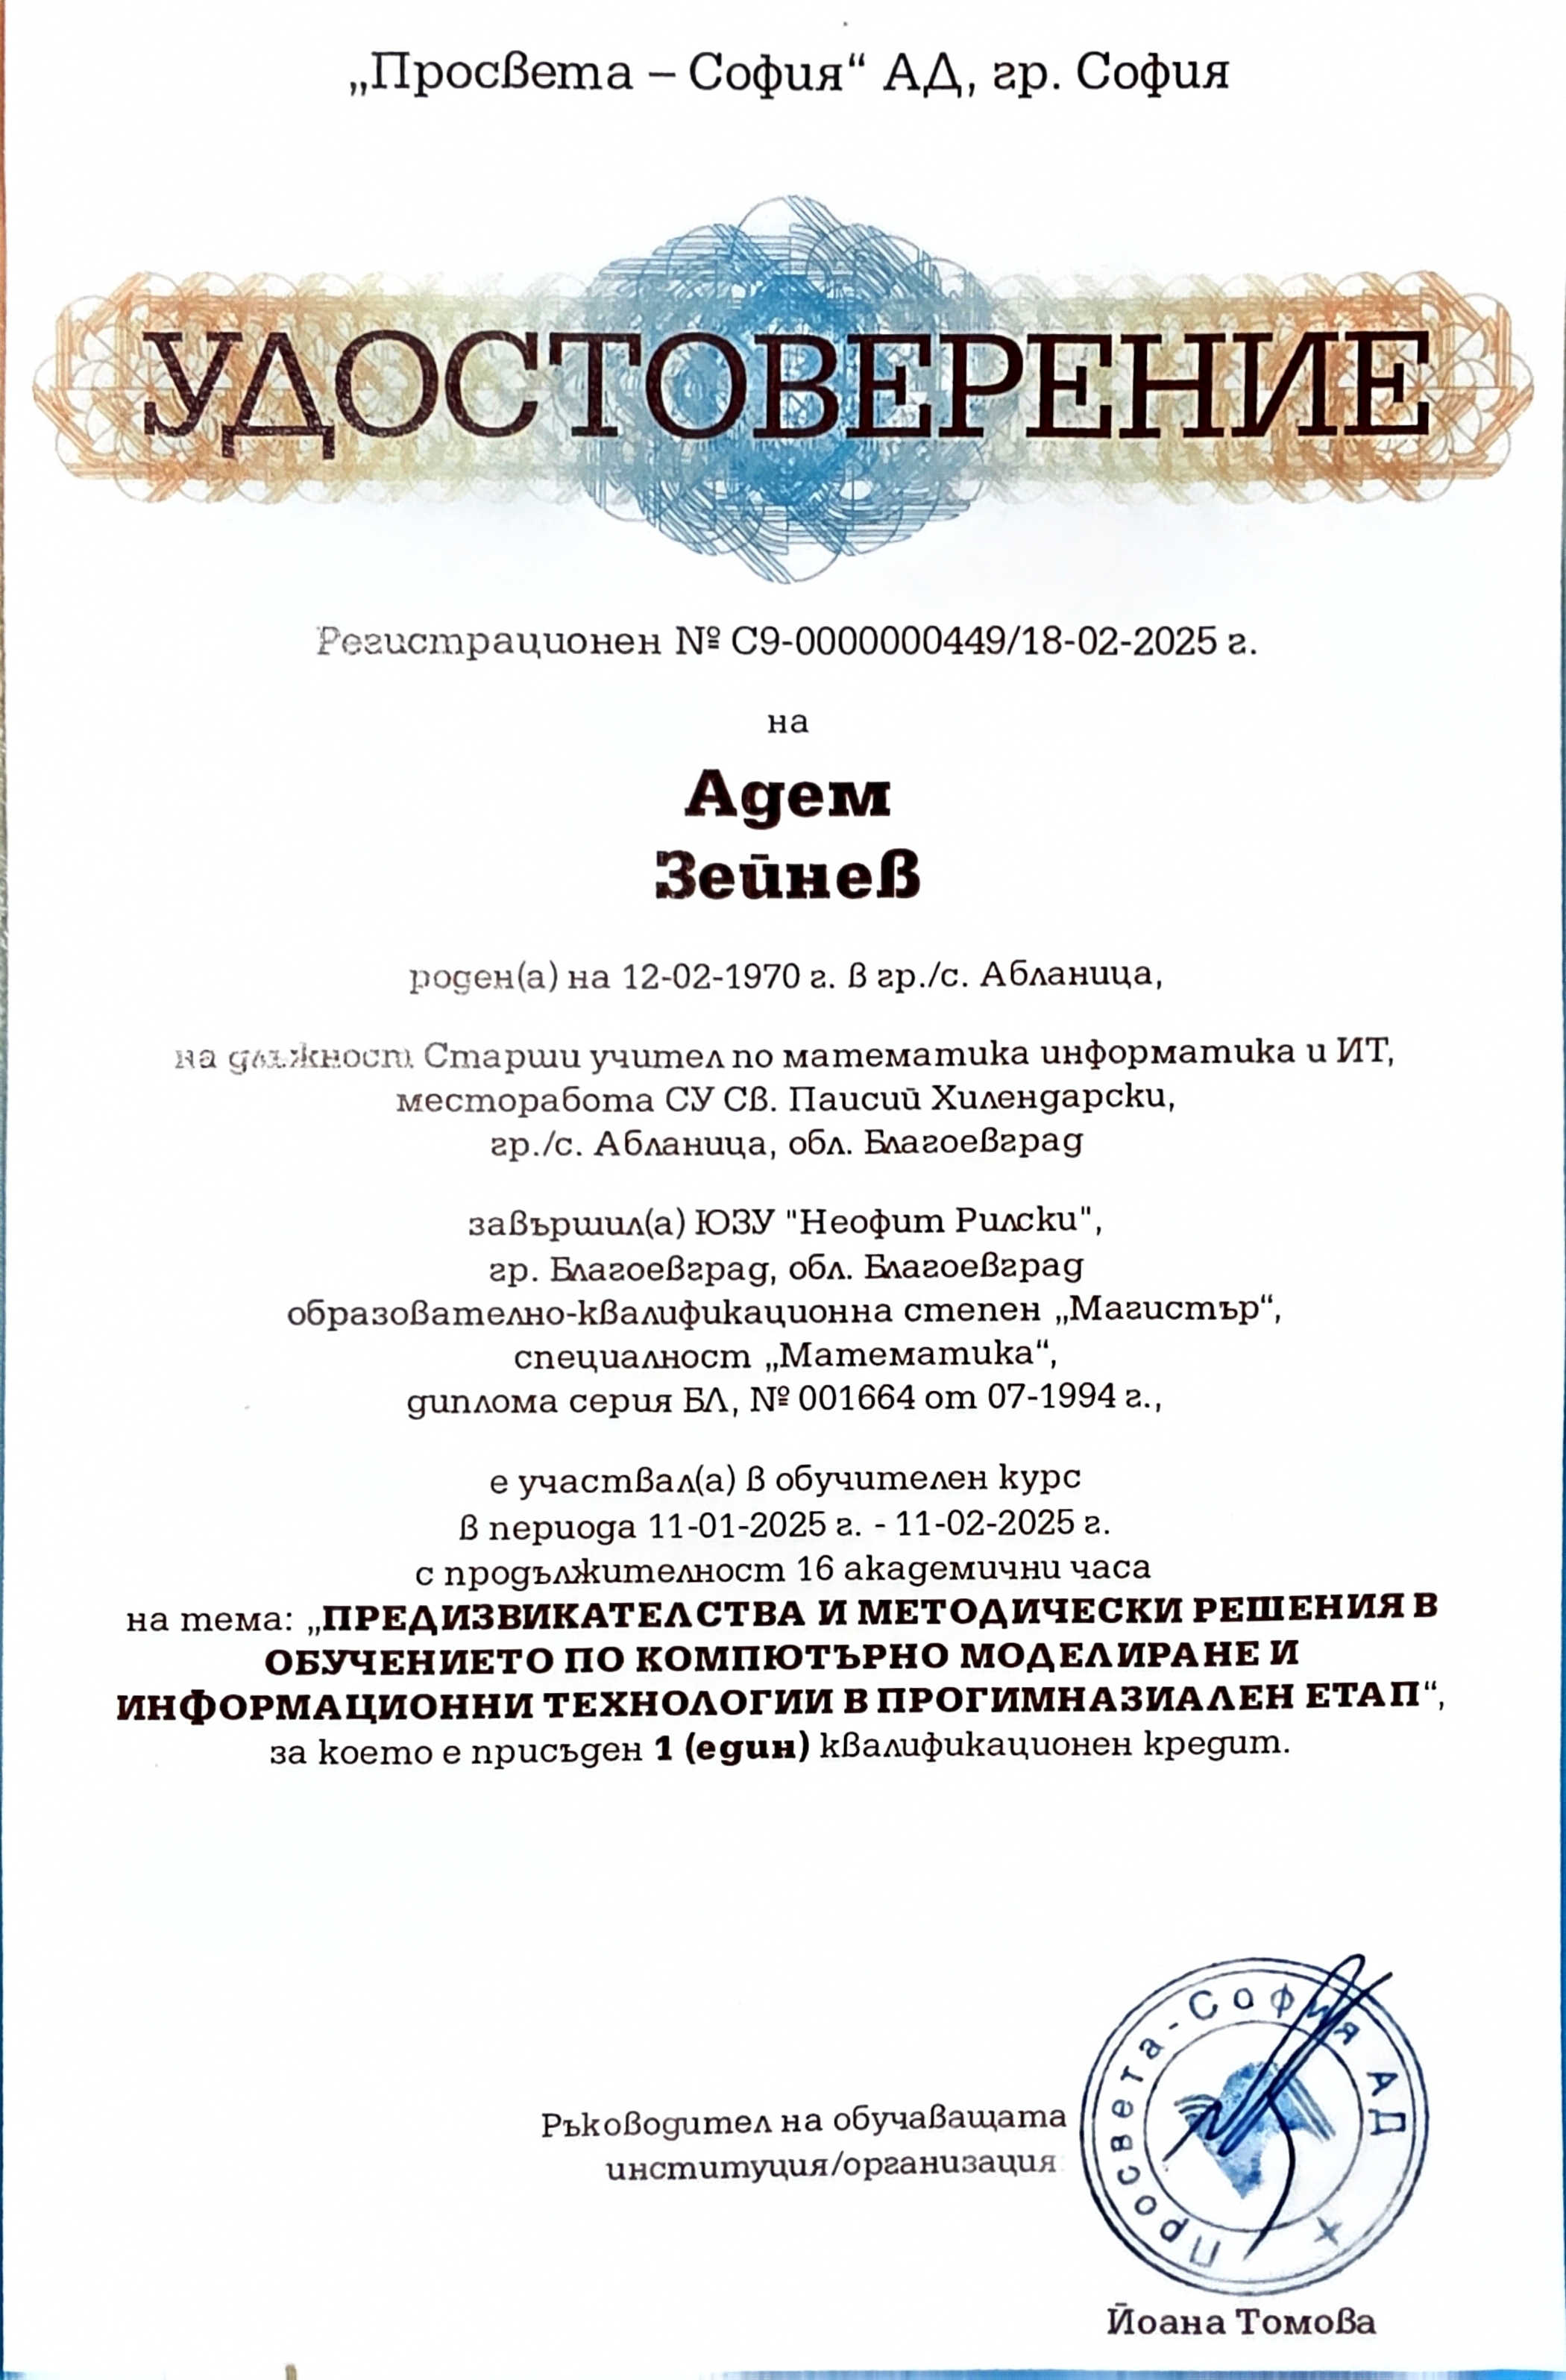 „Просвета – София“ АД, гр. София
УДОСТОВЕРЕНИЕ
Регистрационен № С9-0000000449/18-02-2025 г.
на
Адем
Зейнев
роден(а) на 12-02-1970 г. в гр./с. Абланица,
на длъжност Старши учител по математика информатика и ИТ,
месторабота СУ Св. Паисий Хилендарски,
гр./с. Абланица, обл. Благоевград
завършил(а) ЮЗУ "Неофит Рилски",
гр. Благоевград, обл. Благоевград
образователно-квалификационна степен „Магистър“,
специалност „Математика“,
диплома серия БЛ, № 001664 от 07-1994 г.,
е участвал(а) в обучителен курс
в периода 11-01-2025 г. - 11-02-2025 г.
с продължителност 16 академични часа
на тема: „ПРЕДИЗВИКАТЕЛСТВА И МЕТОДИЧЕСКИ РЕШЕНИЯ В
ОБУЧЕНИЕТО ПО КОМПЮТЪРНО МОДЕЛИРАНЕ И
ИНФОРМАЦИОННИ ТЕХНОЛОГИИ В ПРОГИМНАЗИАЛЕН ЕТАП“,
за което е присъден 1 (един) квалификационен кредит.
Просвета-София АД
Ръководител на обучаващата
институция/организация
Йоана Томова